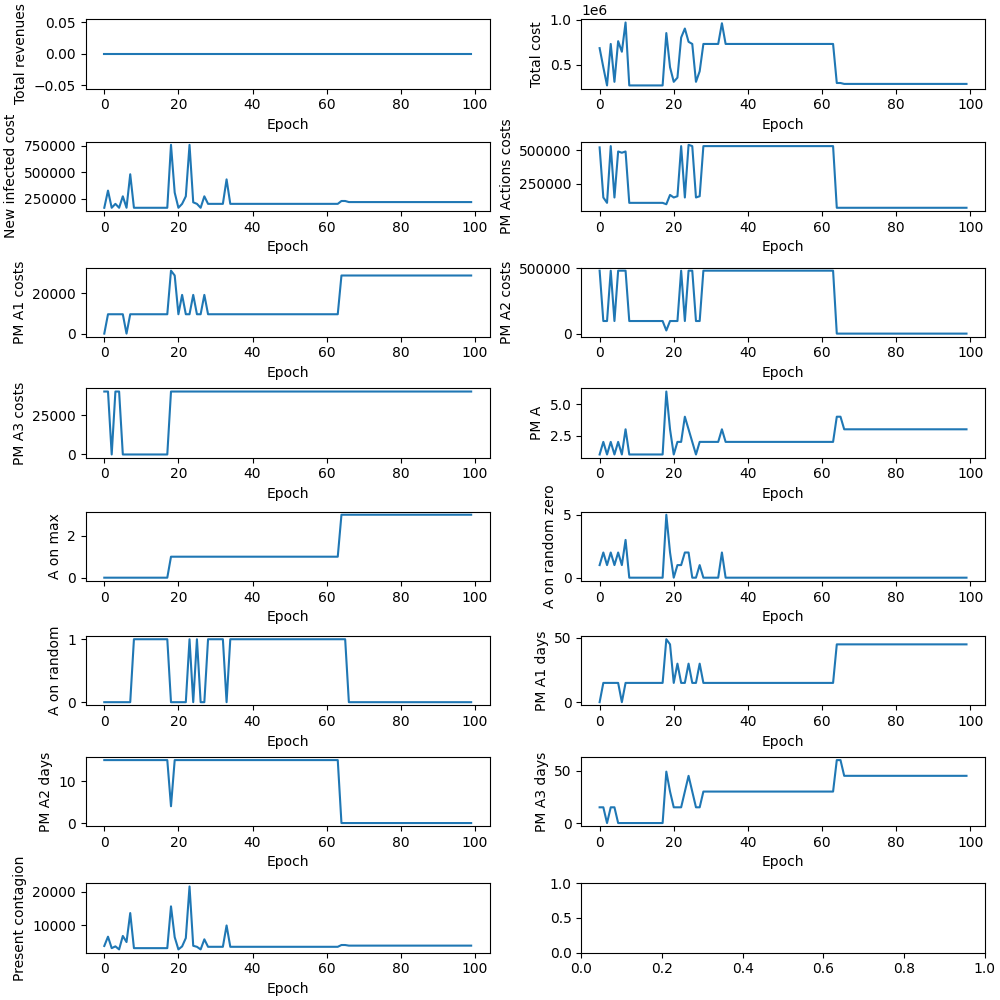 Total revenues
0.05
0.00
−0.05
0 20 40 60 80 100
Epoch
1e6
Total cost
1.0
0.5
0 20 40 60 80 100
Epoch
New infected cost
750000
500000
250000
0 20 40 60 80 100
Epoch
PM Actions costs
500000
250000
0 20 40 60 80 100
Epoch
PM A1 costs
20000
0
0 20 40 60 80 100
Epoch
PM A2 costs
500000
0
0 20 40 60 80 100
Epoch
PM A3 costs
25000
0
0 20 40 60 80 100
Epoch
PM A
5.0
2.5
0 20 40 60 80 100
Epoch
A on max
2
0
0 20 40 60 80 100
Epoch
A on random zero
5
0
0 20 40 60 80 100
Epoch
A on random
1
0
0 20 40 60 80 100
Epoch
PM A1 days
50
0
0 20 40 60 80 100
Epoch
PM A2 days
10
0
0 20 40 60 80 100
Epoch
PM A3 days
50
0
0 20 40 60 80 100
Epoch
Present contagion
20000
10000
0 20 40 60 80 100
Epoch
1.0
0.5
0.0
0.0 0.2 0.4 0.6 0.8 1.0